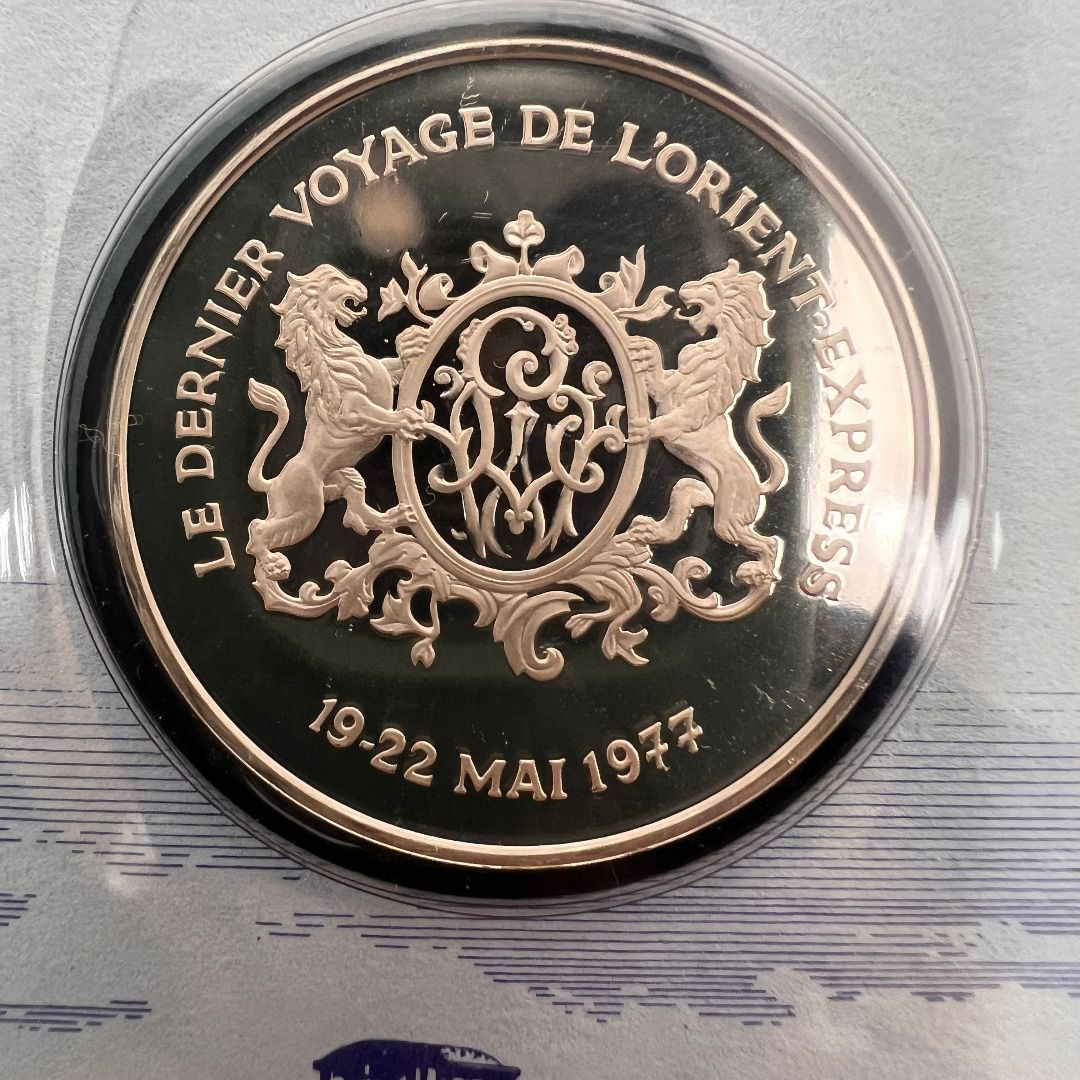 LE DERNIER VOYAGE DE L'ORIENT-EXPRESS
19-22 MAI 1977